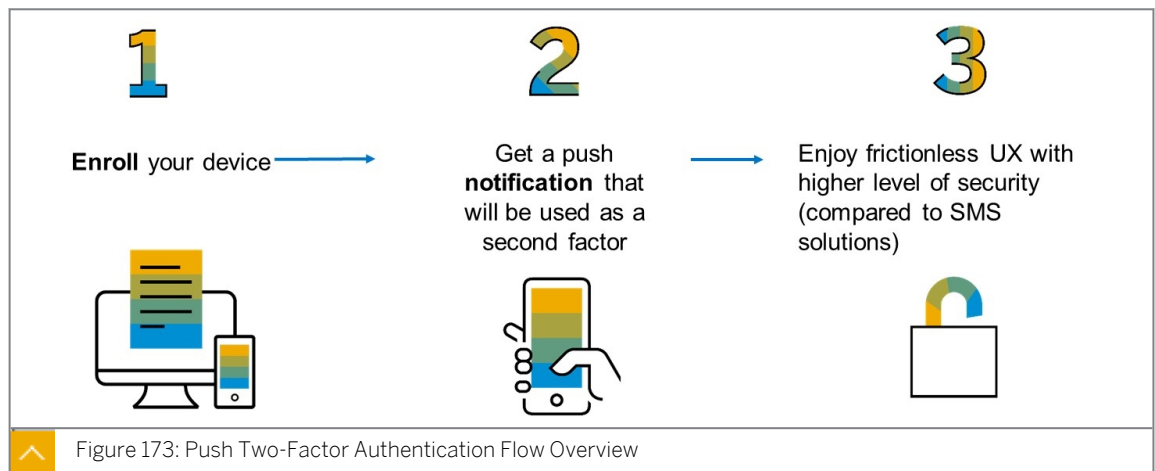 1
2
3
Enroll your device
Get a push
notification that
will be used as a
second factor
Enjoy frictionless UX with
higher level of security
(compared to SMS
solutions)
Figure 173: Push Two-Factor Authentication Flow Overview